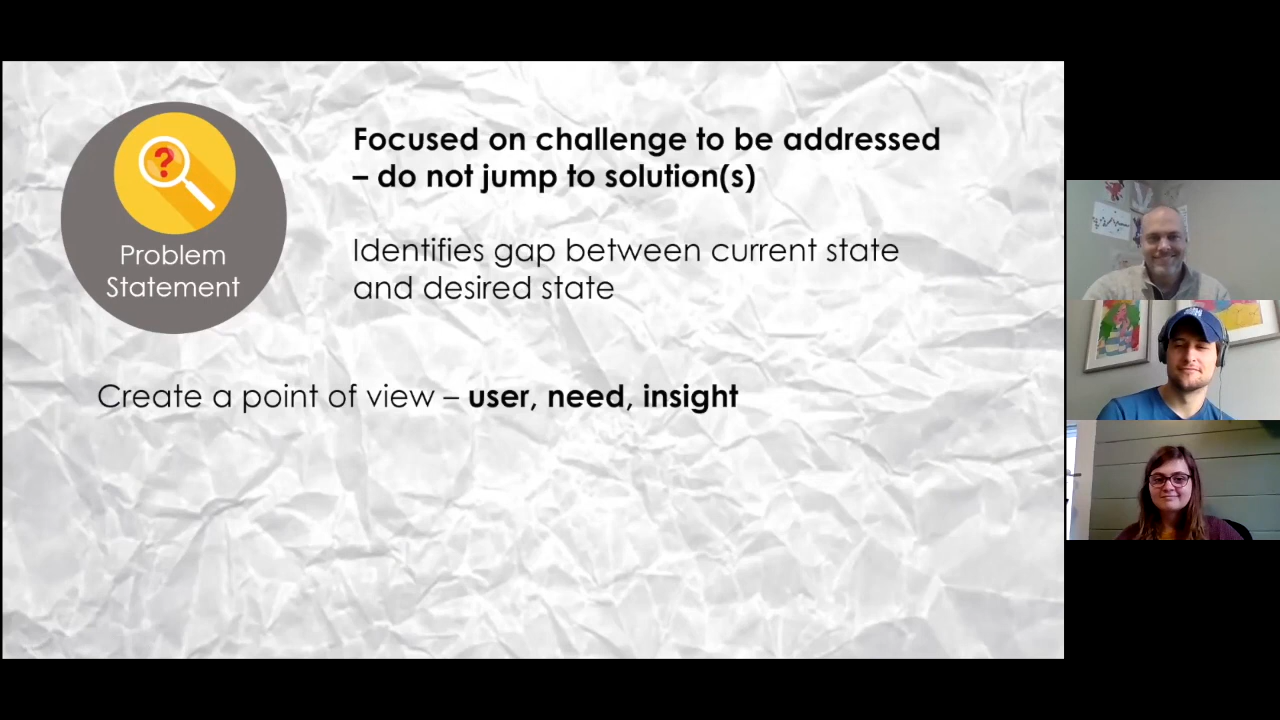 Problem
Statement
Focused on challenge to be addressed
– do not jump to solution(s)
Identifies gap between current state
and desired state
Create a point of view – user, need, insight